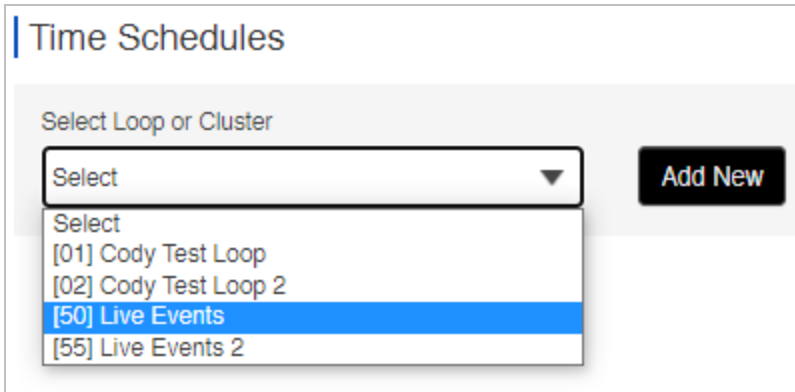 Time Schedules
Select Loop or Cluster
Select
Add New
Select
[01] Cody Test Loop
[02] Cody Test Loop 2
[50] Live Events
[55] Live Events 2